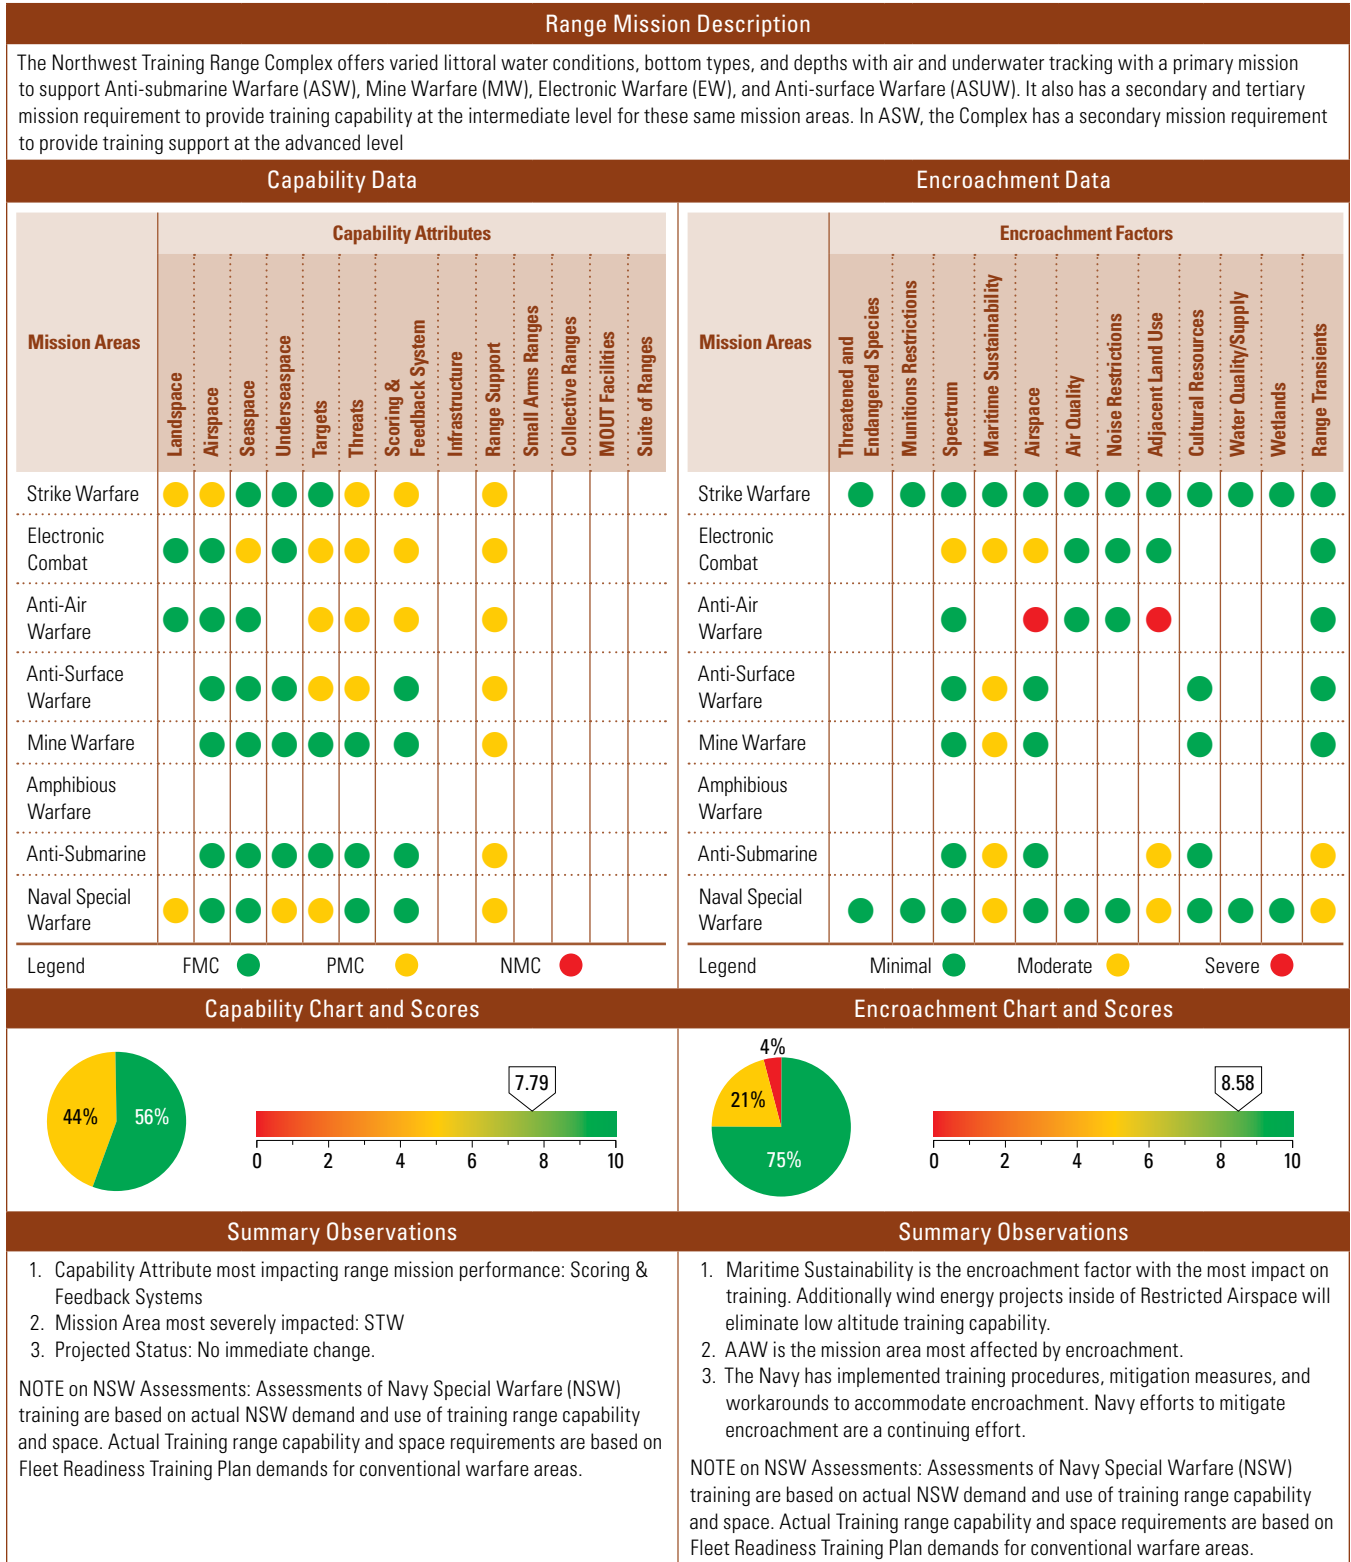 Range Mission Description
The Northwest Training Range Complex offers varied littoral water conditions, bottom types, and depths with air and underwater tracking with a primary mission
to support Anti-submarine Warfare (ASW), Mine Warfare (MW), Electronic Warfare (EW), and Anti-surface Warfare (ASUW). It also has a secondary and tertiary
mission requirement to provide training capability at the intermediate level for these same mission areas. In ASW, the Complex has a secondary mission requirement
to provide training support at the advanced level
Capability Data
Mission Areas
Capability Attributes
Landspace
Airspace
Seaspace
Underseaspace
Targets
Threats
Scoring &
Feedback System
Infrastructure
Range Support
Small Arms Ranges
Collective Ranges
MOUT Facilities
Suite of Ranges
Strike Warfare
Electronic
Combat
Anti-Air
Warfare
Anti-Surface
Warfare
Mine Warfare
Amphibious
Warfare
Anti-Submarine
Naval Special
Warfare
Legend
FMC
PMC
NMC
Encroachment Data
Mission Areas
Encroachment Factors
Threatened and
Endangered Species
Munitions Restrictions
Spectrum
Maritime Sustainability
Airspace
Air Quality
Noise Restrictions
Adjacent Land Use
Cultural Resources
Water Quality/Supply
Wetlands
Range Transients
Strike Warfare
Electronic
Combat
Anti-Air
Warfare
Anti-Surface
Warfare
Mine Warfare
Amphibious
Warfare
Anti-Submarine
Naval Special
Warfare
Legend
Minimal
Moderate
Severe
Capability Chart and Scores
44%
56%
7.79
0 2 4 6 8 10
Encroachment Chart and Scores
4%
21%
75%
8.58
0 2 4 6 8 10
Summary Observations
1. Capability Attribute most impacting range mission performance: Scoring &
Feedback Systems
2. Mission Area most severely impacted: STW
3. Projected Status: No immediate change.
NOTE on NSW Assessments: Assessments of Navy Special Warfare (NSW)
training are based on actual NSW demand and use of training range capability
and space. Actual Training range capability and space requirements are based on
Fleet Readiness Training Plan demands for conventional warfare areas.
Summary Observations
1. Maritime Sustainability is the encroachment factor with the most impact on
training. Additionally wind energy projects inside of Restricted Airspace will
eliminate low altitude training capability.
2. AAW is the mission area most affected by encroachment.
3. The Navy has implemented training procedures, mitigation measures, and
workarounds to accommodate encroachment. Navy efforts to mitigate
encroachment are a continuing effort.
NOTE on NSW Assessments: Assessments of Navy Special Warfare (NSW)
training are based on actual NSW demand and use of training range capability
and space. Actual Training range capability and space requirements are based on
Fleet Readiness Training Plan demands for conventional warfare areas.